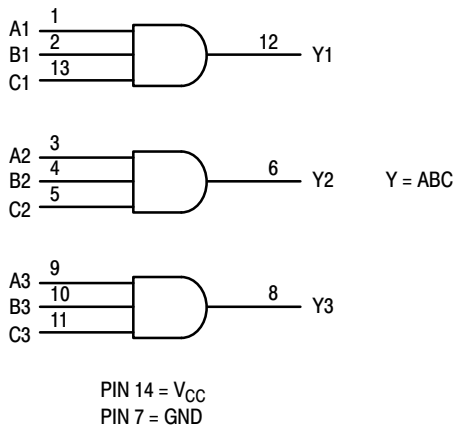 A1 1
B1 2 12 Y1
C1 13
A2 3
B2 4 6 Y2 Y = ABC
C2 5
A3 9
B3 10 8 Y3
C3 11
PIN 14 = VCC
PIN 7 = GND